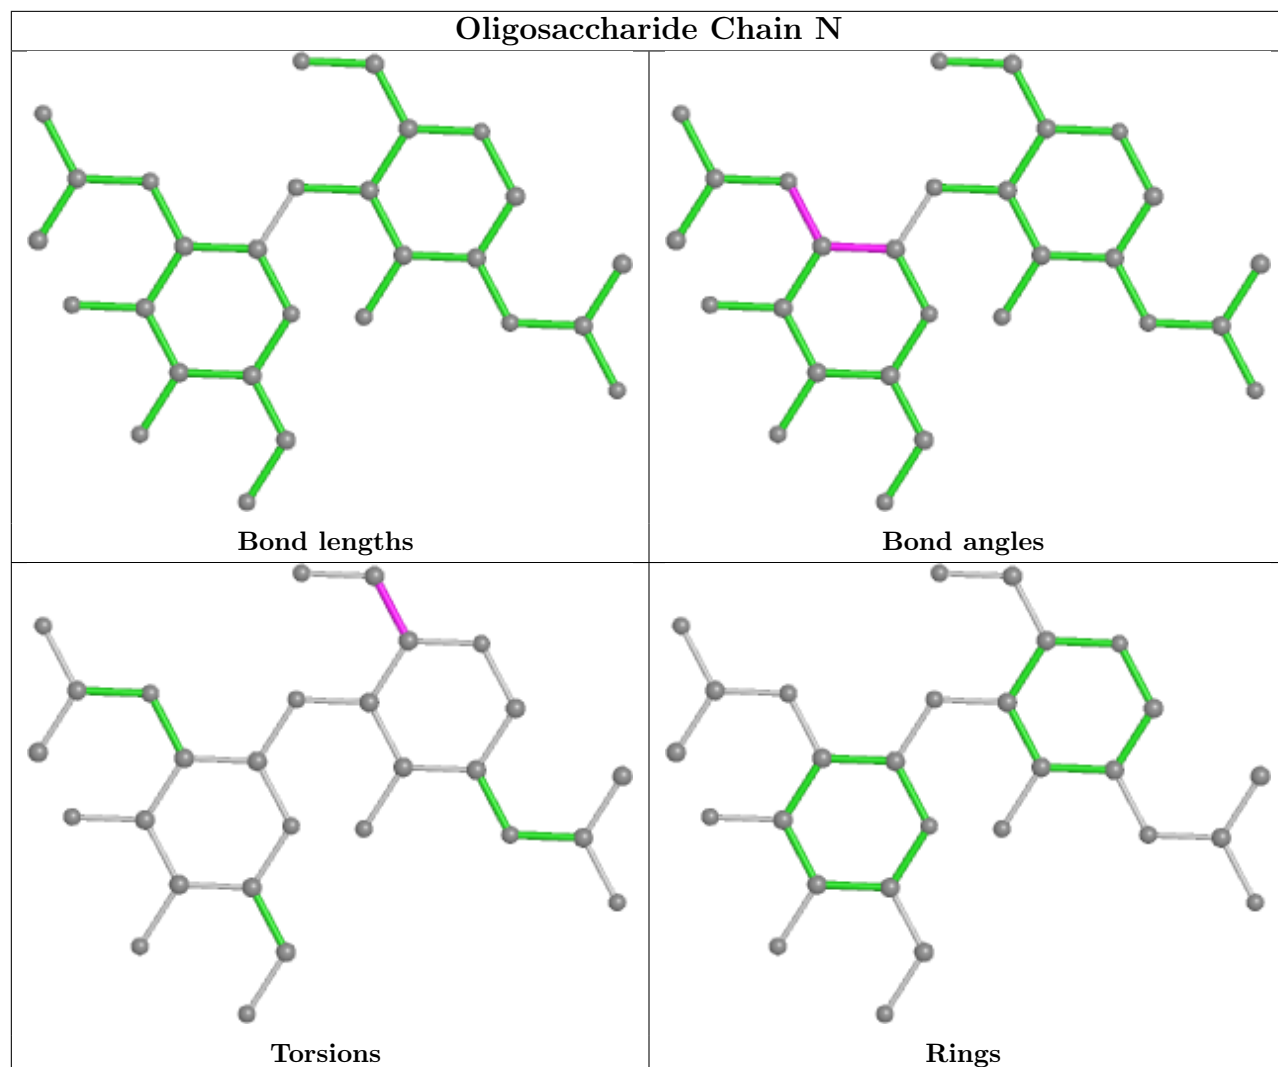 Oligosaccharide Chain N
Bond lengths
Bond angles
Torsions
Rings